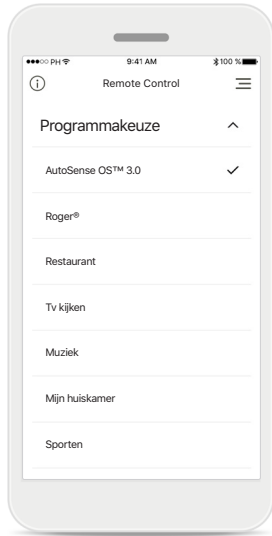 PH 9:41 AM 100 %
Remote Control
Programmakeuze
AutoSense OS™ 3.0
Roger®
Restaurant
Tv kijken
Muziek
Mijn huiskamer
Sporten